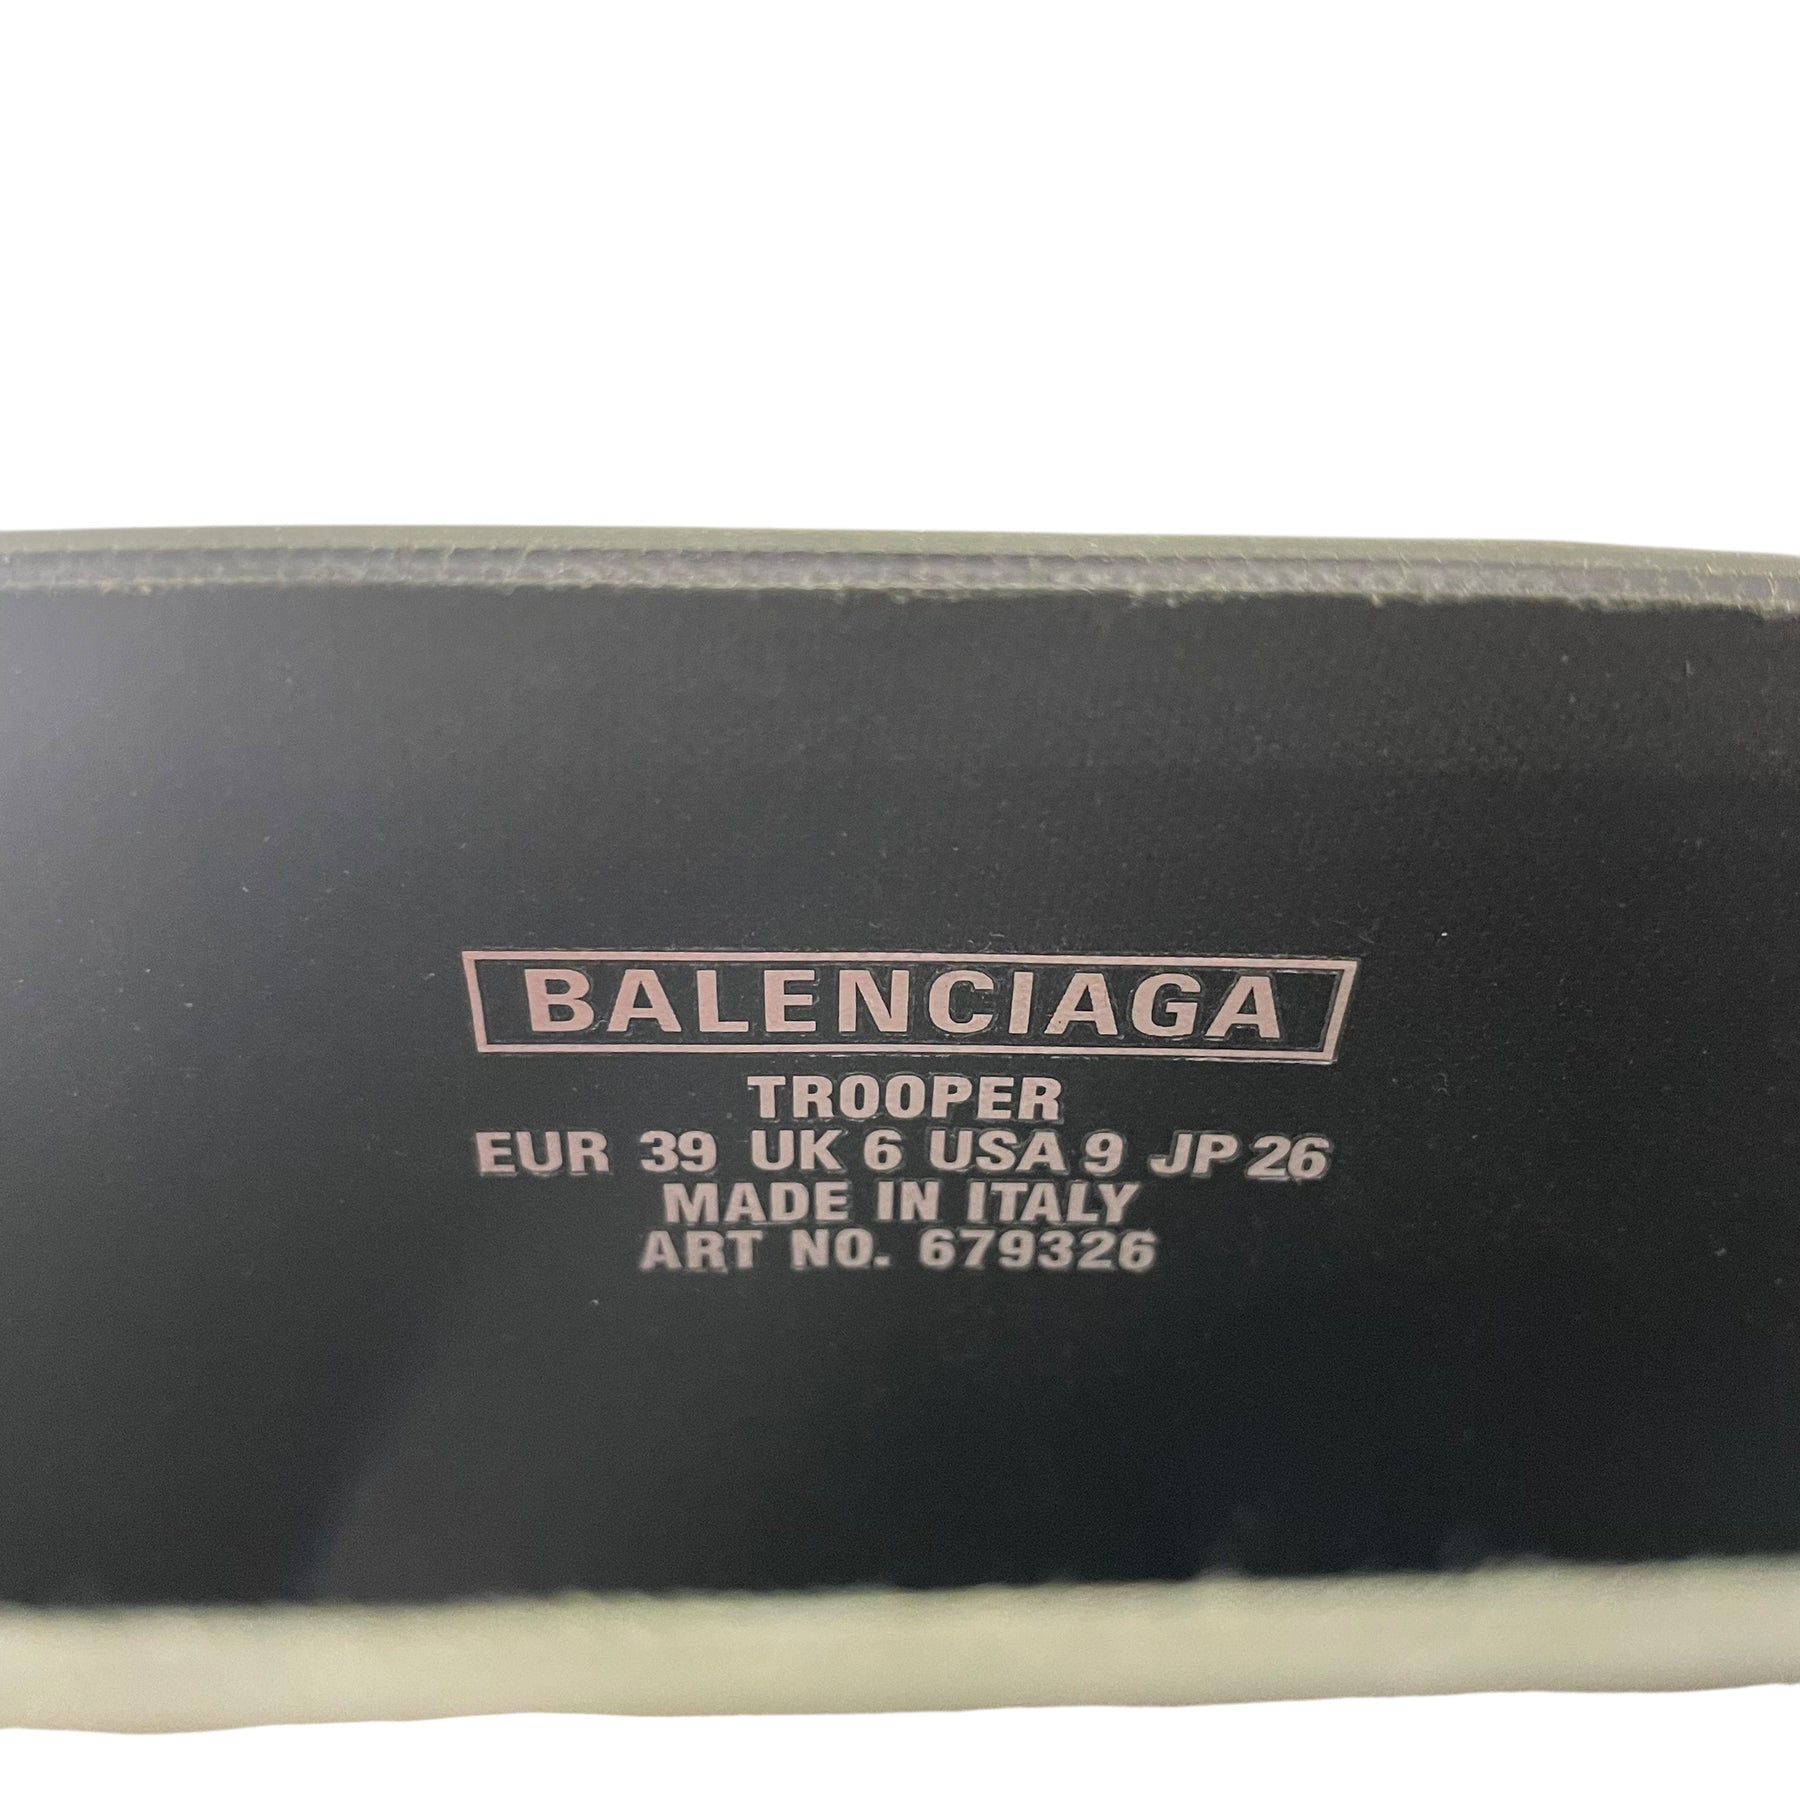 BALENCIAGA
TROOPER
EUR 39 UK 6 USA 9 JP 26
MADE IN ITALY
ART NO. 679326